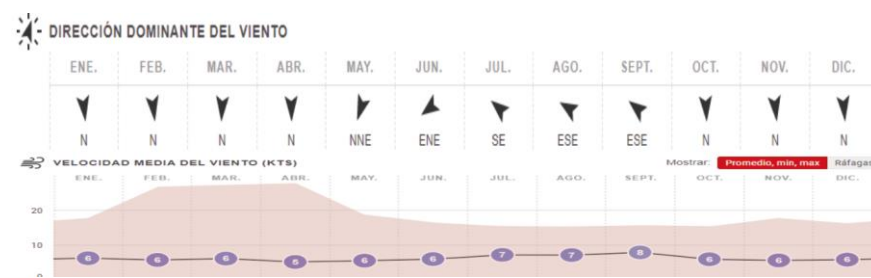 DIRECCIÓN DOMINANTE DEL VIENTO
ENE. FEB. MAR. ABR. MAY. JUN. JUL. AGO. SEPT. OCT. NOV. DIC.
N N N N NNE ENE SE ESE ESE N N N
VELOCIDAD MEDIA DEL VIENTO (KTS) Mostrar: Promedio, min, max Ráfagas
ENE. FEB. MAR. ABR. MAY. JUN. JUL. AGO. SEPT. OCT. NOV. DIC.
20
10
6 6 6 5 6 6 7 7 8 6 6 6
0